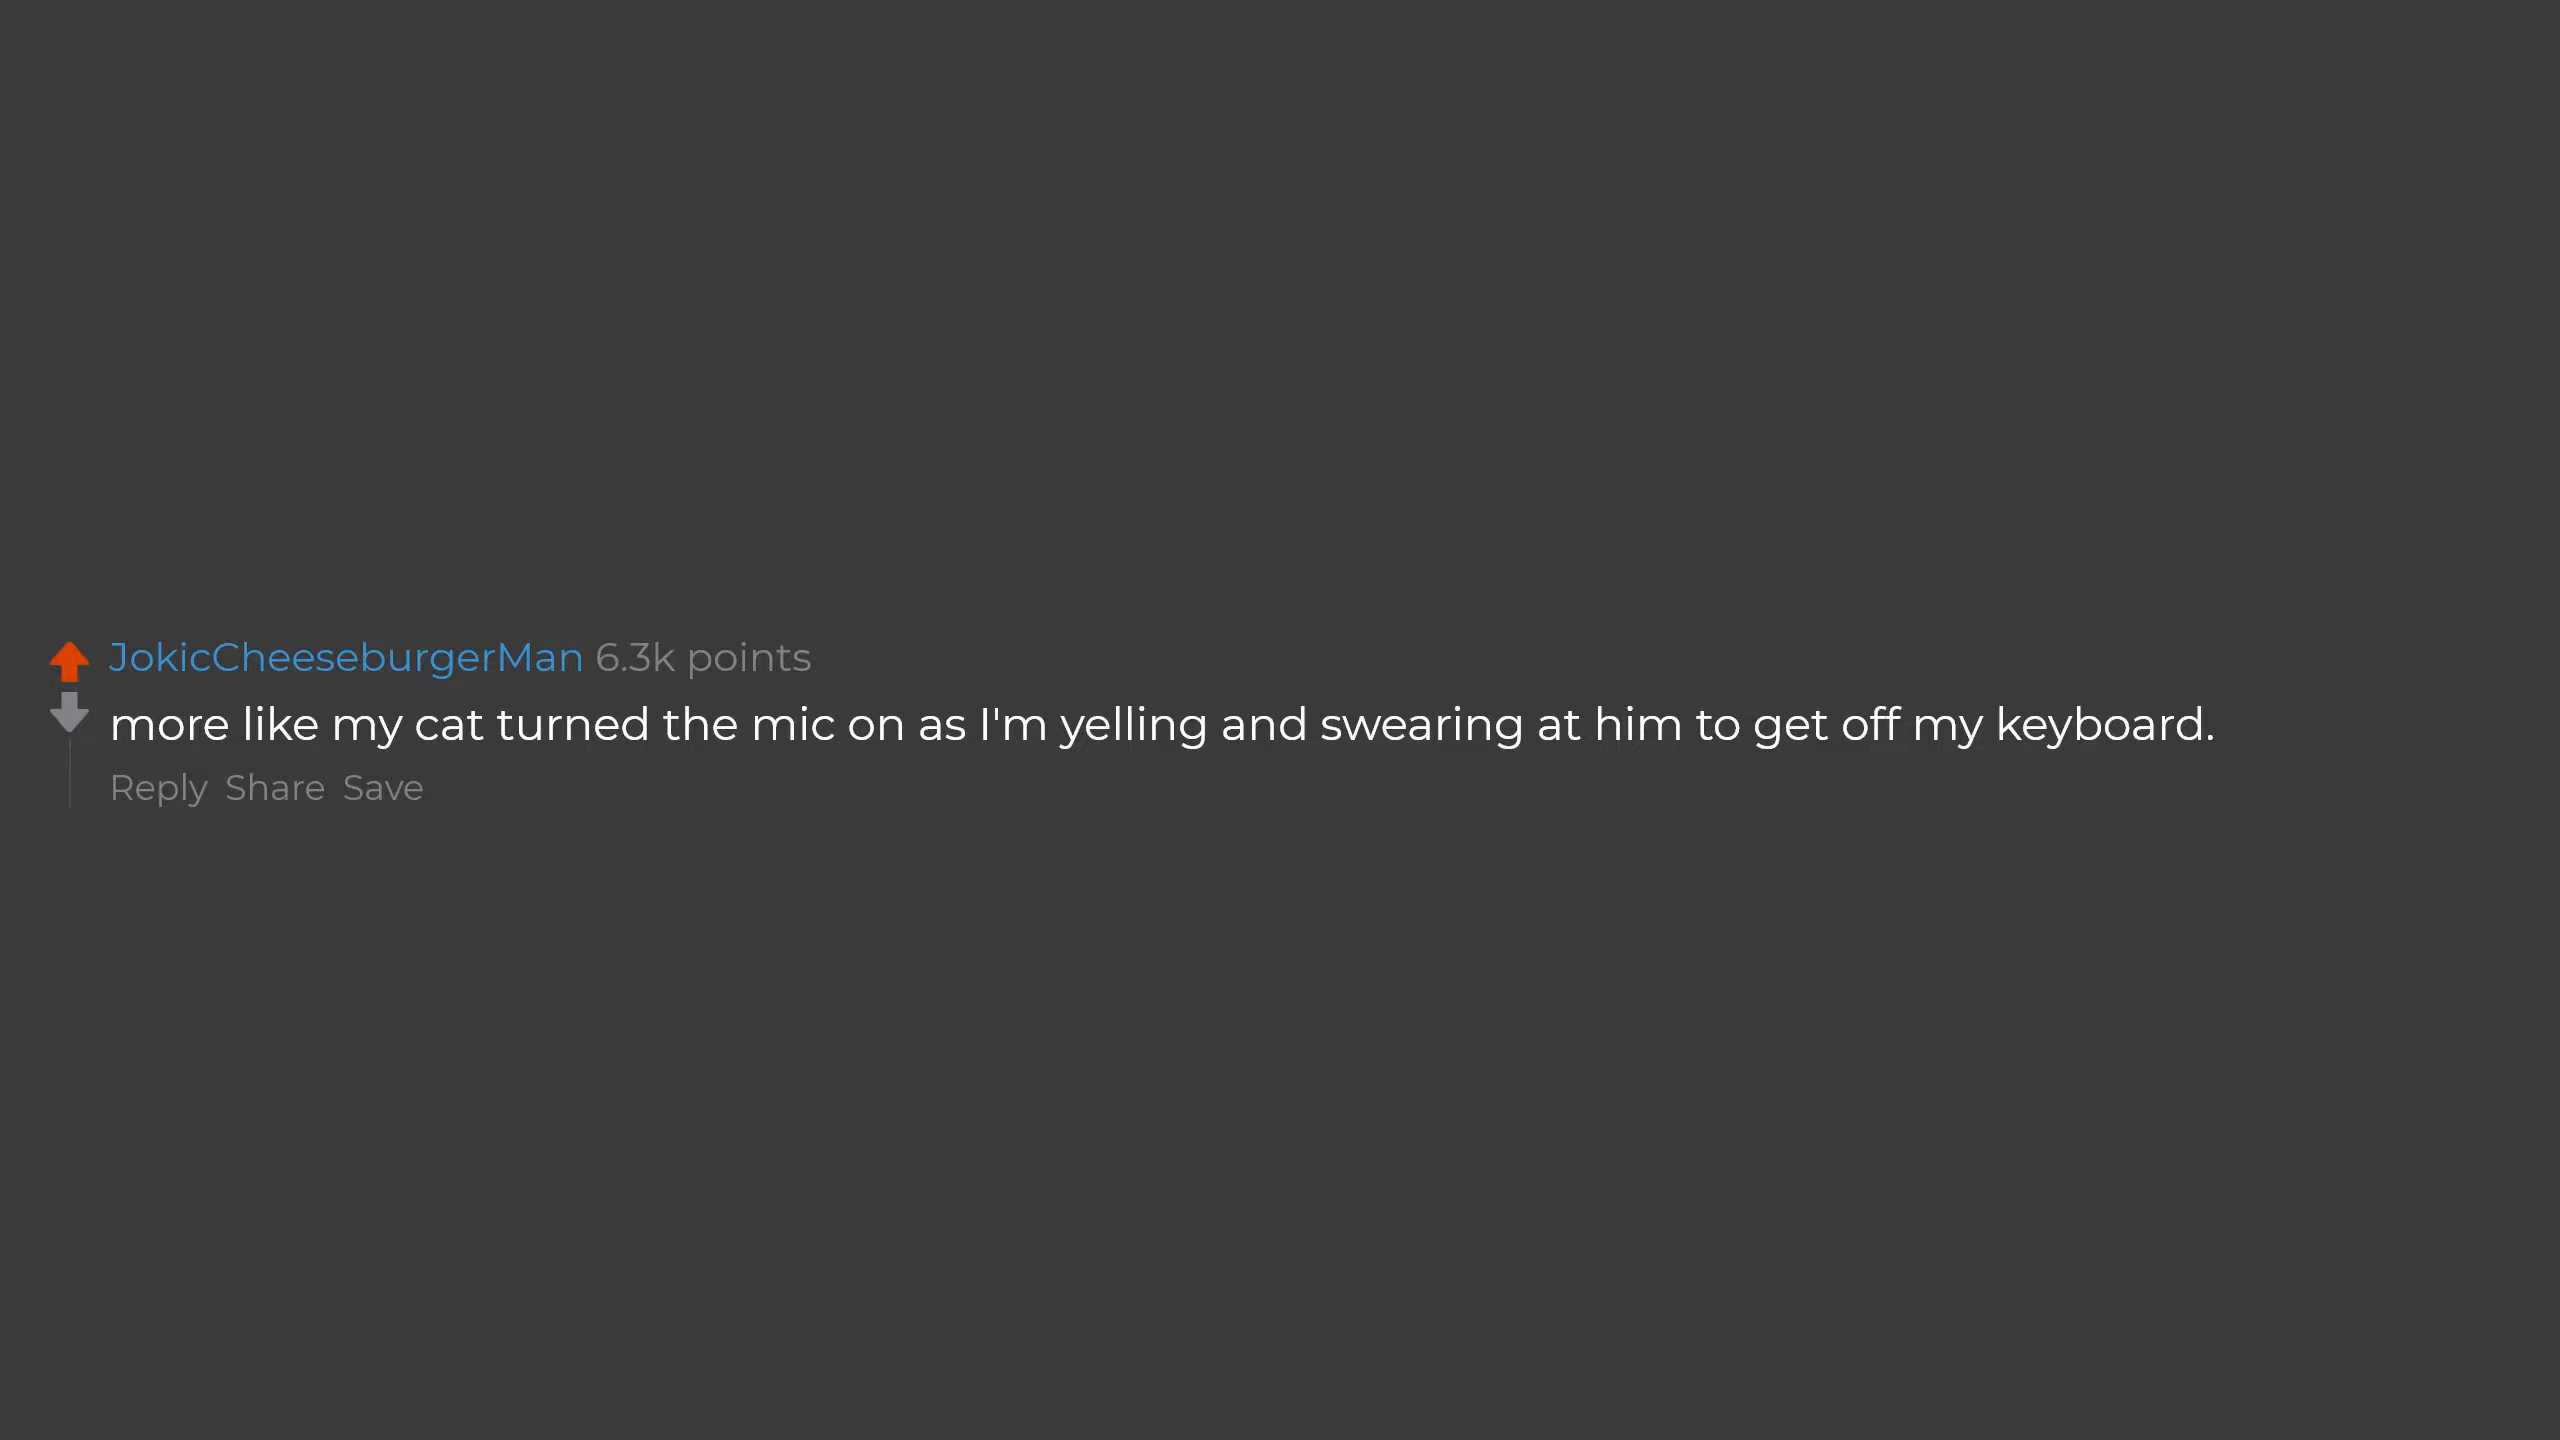 JokicCheeseburgerMan 6.3k points
more like my cat turned the mic on as I'm yelling and swearing at him to get off my keyboard.
Reply Share Save